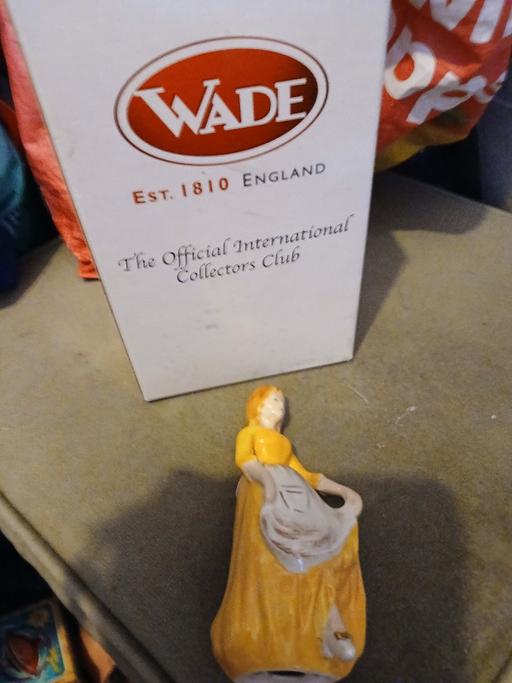 WADE
EST. 1810 ENGLAND
The Official International
Collectors Club